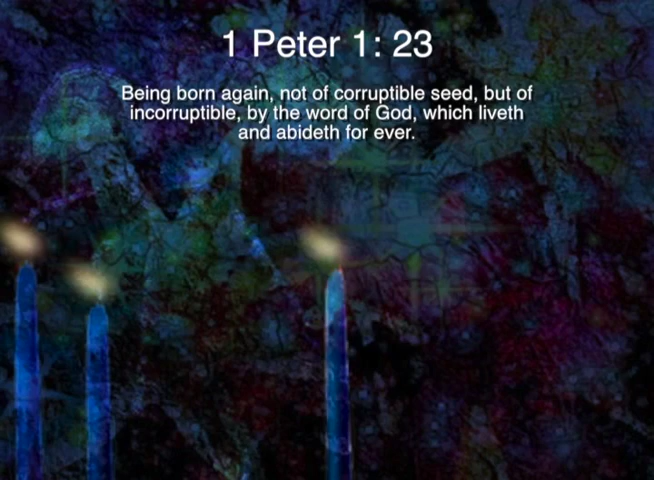 1 Peter 1: 23
Being born again, not of corruptible seed, but of
incorruptible, by the word of God, which liveth
and abideth for ever.